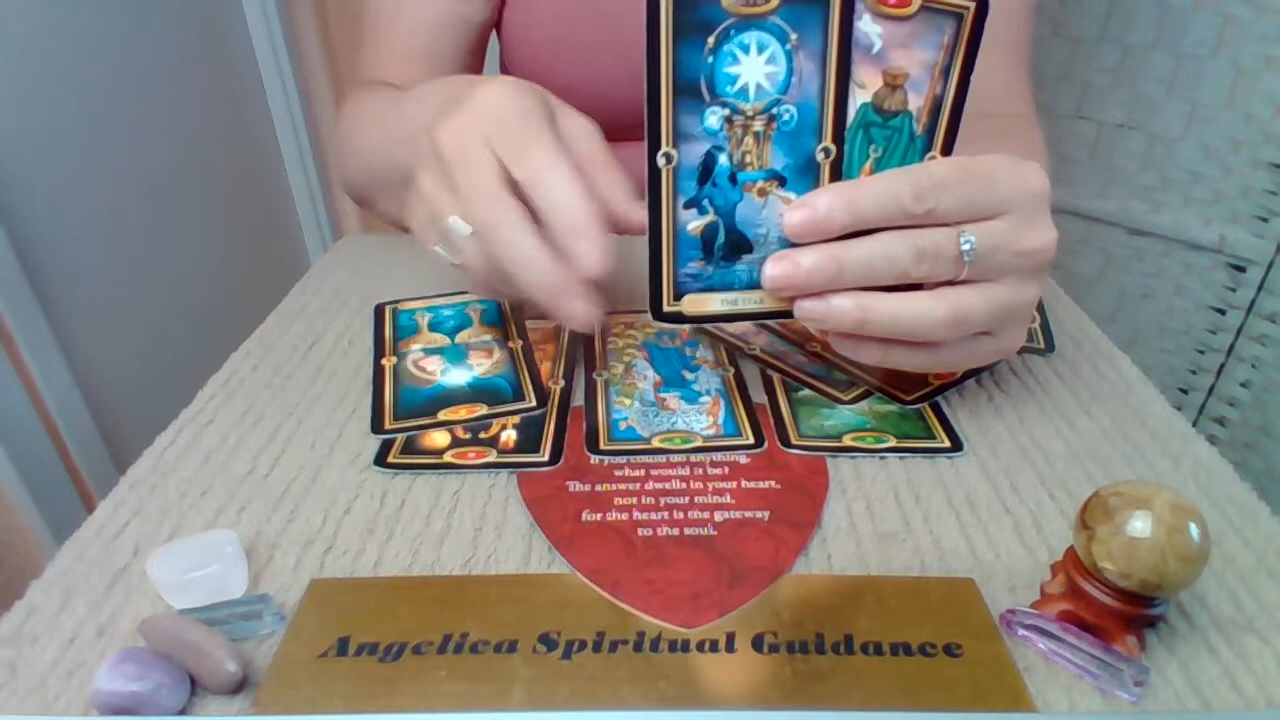 THE STAR
If you could do anything,
what would it be?
The answer dwells in your heart,
not in your mind,
for the heart is the gateway
to the soul.
Angelica Spiritual Guidance